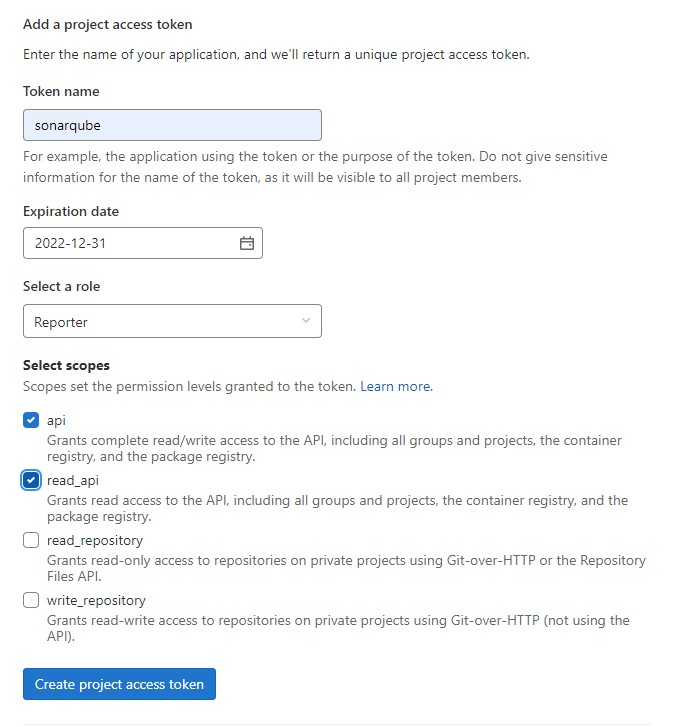 Add a project access token
Enter the name of your application, and we'll return a unique project access token.
Token name
sonarqube
For example, the application using the token or the purpose of the token. Do not give sensitive
information for the name of the token, as it will be visible to all project members.
Expiration date
2022-12-31
Select a role
Reporter
Select scopes
Scopes set the permission levels granted to the token. Learn more.
api
Grants complete read/write access to the API, including all groups and projects, the container
registry, and the package registry.
read_api
Grants read access to the API, including all groups and projects, the container registry, and the
package registry.
read_repository
Grants read-only access to repositories on private projects using Git-over-HTTP or the Repository
Files API.
write_repository
Grants read-write access to repositories on private projects using Git-over-HTTP (not using the
API).
Create project access token